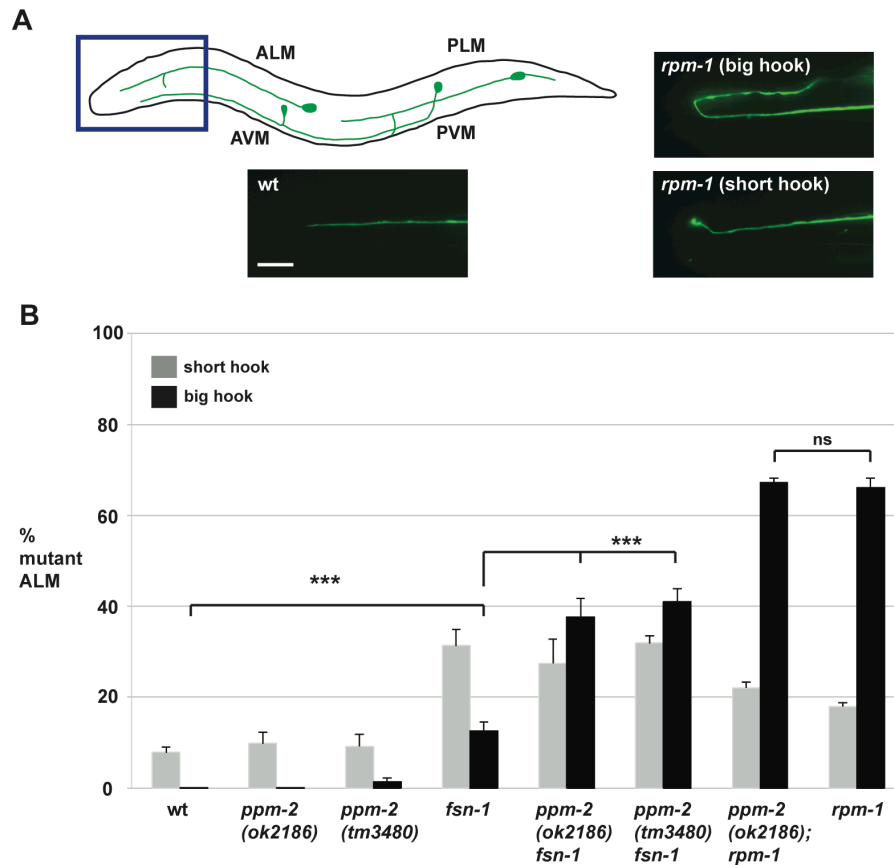 A
ALM
PLM
AVM
PVM
wt
rpm-1 (big hook)
rpm-1 (short hook)
B
100
80
60
40
20
0
%
mutant
ALM
short hook
big hook
***
***
ns
wt
ppm-2
(ok2186)
ppm-2
(tm3480)
fsn-1
ppm-2
(ok2186)
fsn-1
ppm-2
(tm3480)
fsn-1
ppm-2
(ok2186);
rpm-1
rpm-1